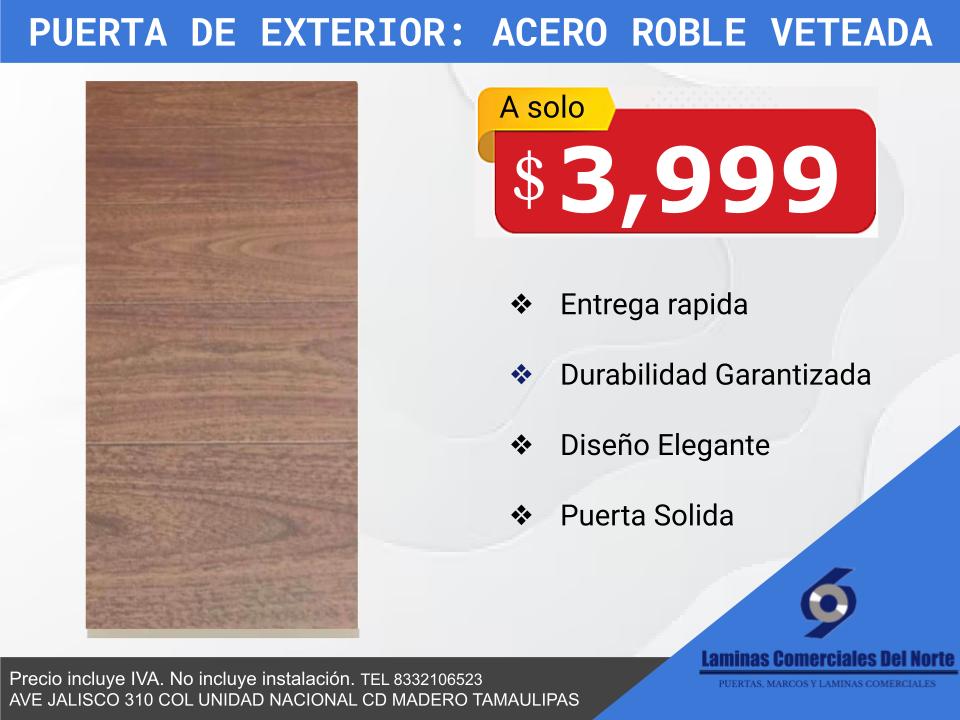 PUERTA DE EXTERIOR: ACERO ROBLE VETEADA
A solo
$ 3,999
❖ Entrega rapida
❖ Durabilidad Garantizada
❖ Diseño Elegante
❖ Puerta Solida
Laminas Comerciales Del Norte
PUERTAS, MARCOS Y LAMINAS COMERCIALES
Precio incluye IVA. No incluye instalación. TEL 8332106523
AVE JALISCO 310 COL UNIDAD NACIONAL CD MADERO TAMAULIPAS